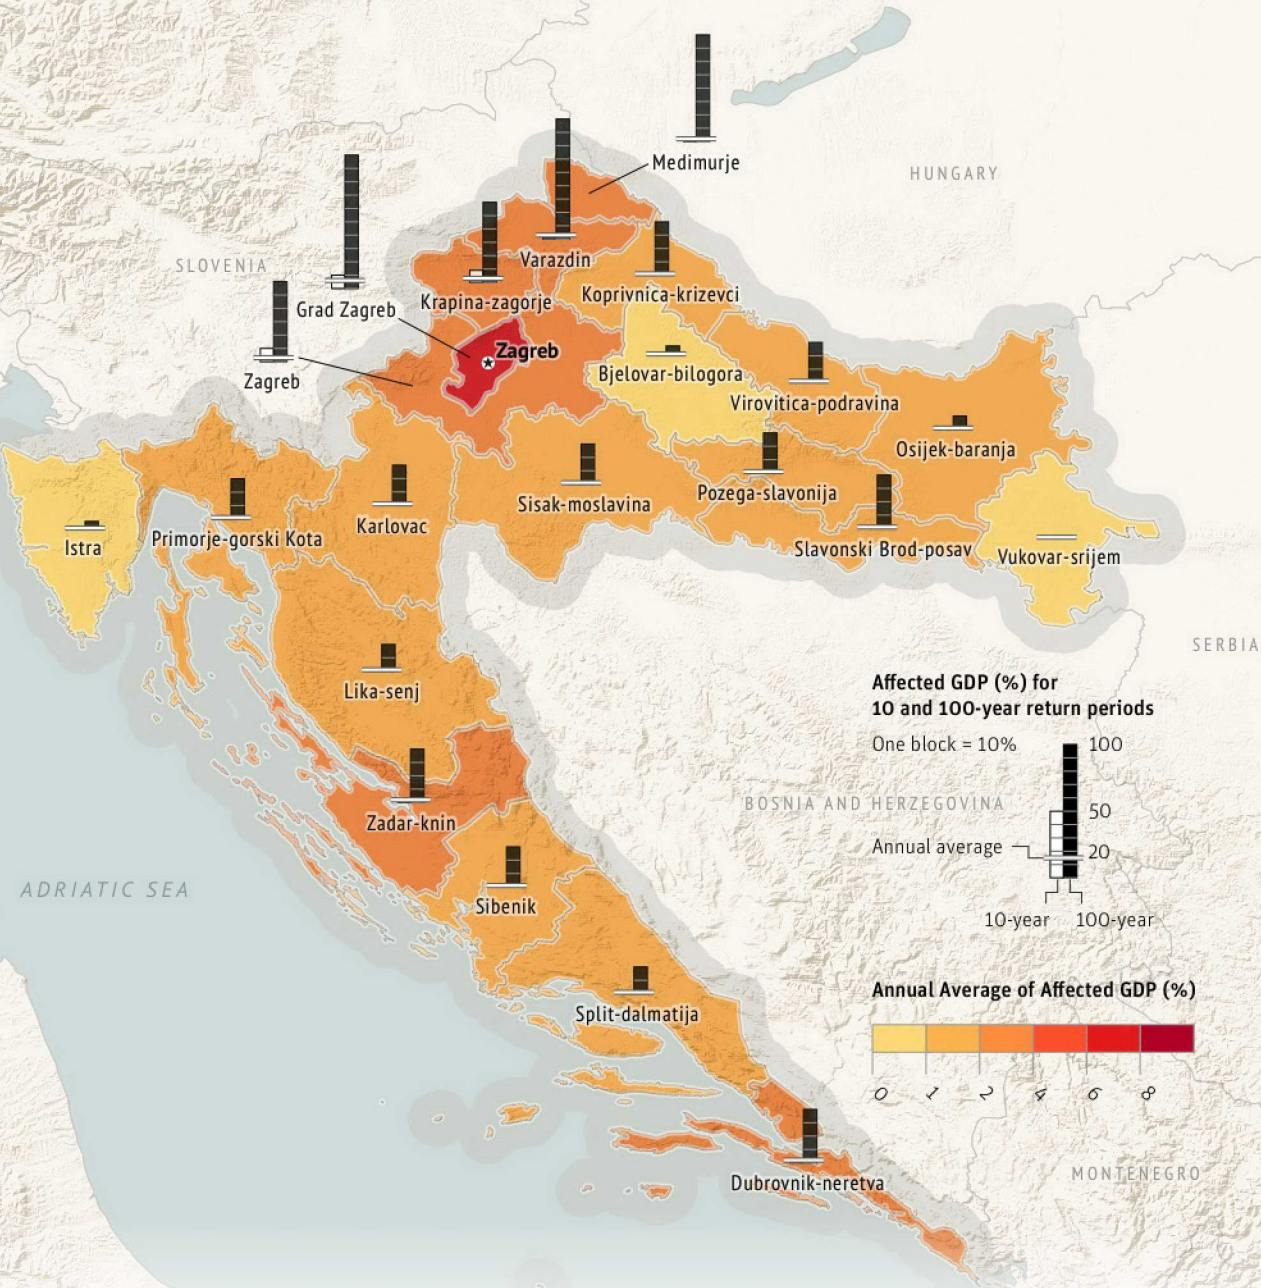 Medimurje
HUNGARY
SLOVENIA
Varazdin
Koprivnica-krizevci
Krapina-zagorje
Grad Zagreb
Zagreb
Zagreb
Bjelovar-bilogora
Virovitica-podravina
Osijek-baranja
Pozega-slavonija
Sisak-moslavina
Karlovac
Primorje-gorski Kota
Istra
Slavonski Brod-posav
Vukovar-srijem
SERBIA
Lika-senj
Affected GDP (%) for
10 and 100-year return periods
One block = 10%
100
50
20
Annual average
10-year
100-year
BOSNIA AND HERZEGOVINA
Zadar-knin
ADRIATIC SEA
Sibenik
Split-dalmatija
Annual Average of Affected GDP (%)
0 1 2 4 6 8
MONTENEGRO
Dubrovnik-neretva